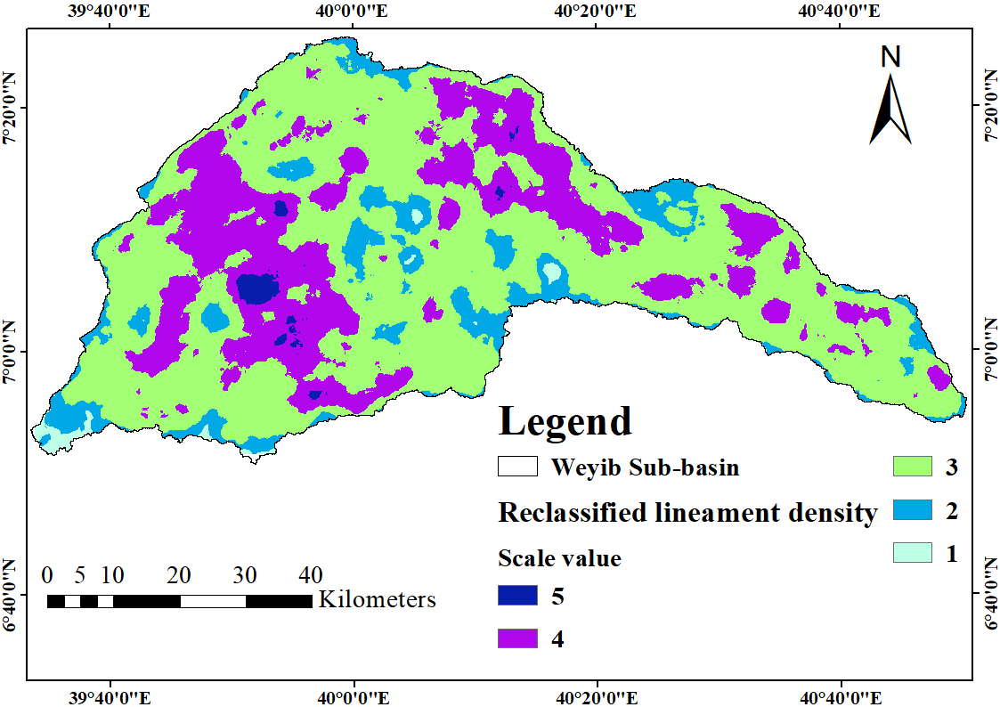 39°40'0"E 40°0'0"E 40°20'0"E 40°40'0"E
N
7°20'0"N 7°20'0"N
7°0'0"N 7°0'0"N
Legend
Weyib Sub-basin
3
Reclassified lineament density
2
Scale value
1
0 5 10 20 30 40
Kilometers
5
4
6°40'0"N 6°40'0"N
39°40'0"E 40°0'0"E 40°20'0"E 40°40'0"E